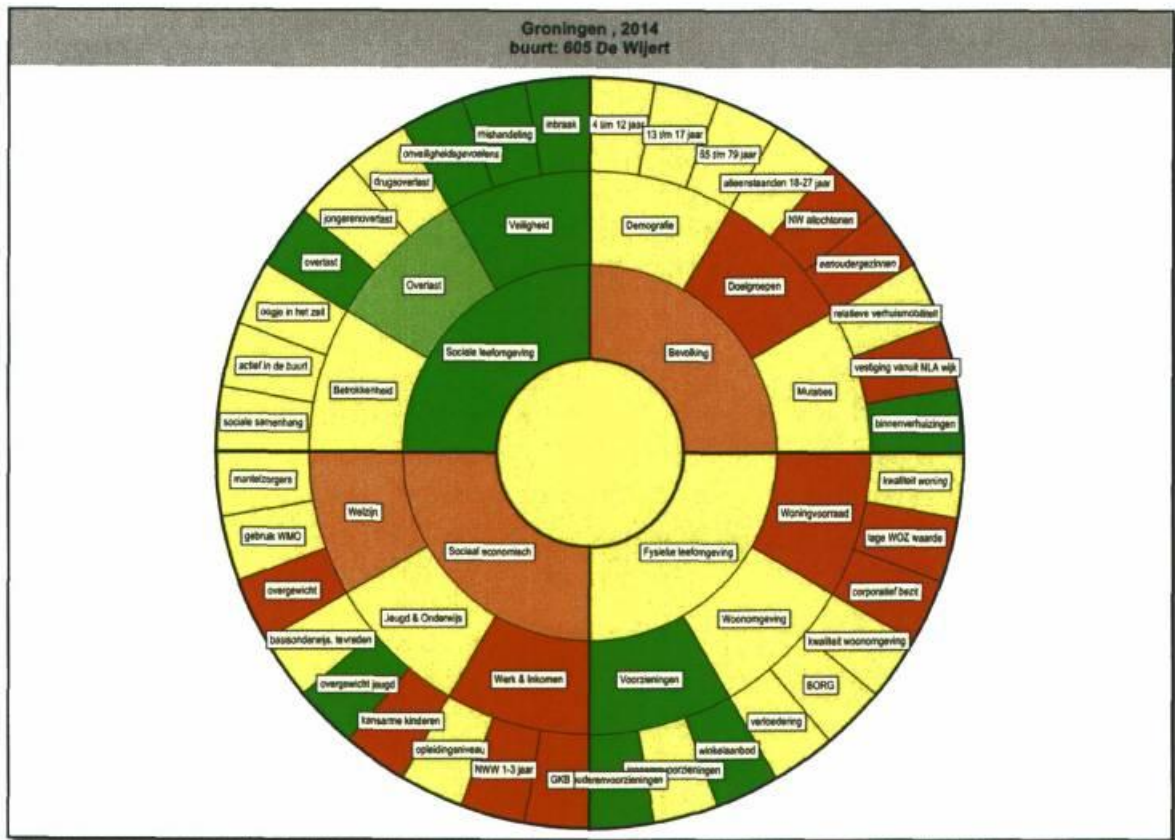 Groningen , 2014
buurt: 605 De Wijert
inbraak
4 t/m 12 jaar
mishandeling
13 t/m 17 jaar
onveiligheidsgevoelens
65 t/m 79 jaar
drugsoverlast
alleenstaanden 18-27 jaar
jongerenoverlast
Veiligheid
Demografie
NW allochtonen
overlast
Overlast
Doelgroepen
eenoudergezinnen
oogje in het zeil
relatieve verhuismobiliteit
Sociale leefomgeving
Bevolking
actief in de buurt
vestiging vanuit NLA wijk
Betrokkenheid
Mutaties
sociale samenhang
binnenverhuizingen
mantelzorgers
kwaliteit woning
Welzijn
Woningvoorraad
gebruik WMO
lage WOZ waarde
Sociaal economisch
Fysieke leefomgeving
overgewicht
corporatief bezit
Jeugd & Onderwijs
Woonomgeving
basisonderwijs. tevreden
kwaliteit woonomgeving
overgewicht jeugd
Werk & Inkomen
Voorzieningen
BORG
kansarme kinderen
verloedering
opleidingsniveau
winkelaanbod
NWW 1-3 jaar
GKB
ouderenvoorzieningen